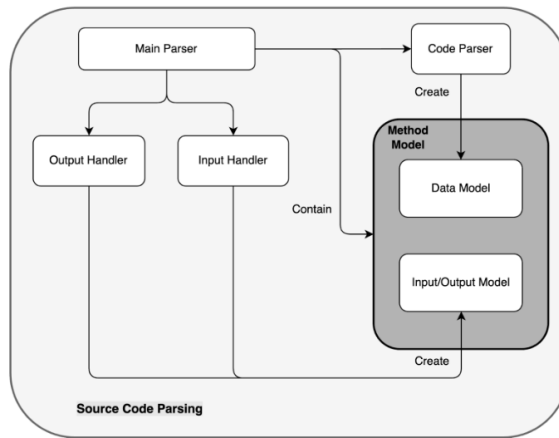 Main Parser
Code Parser
Create
Method
Model
Output Handler
Input Handler
Data Model
Contain
Input/Output Model
Create
Source Code Parsing